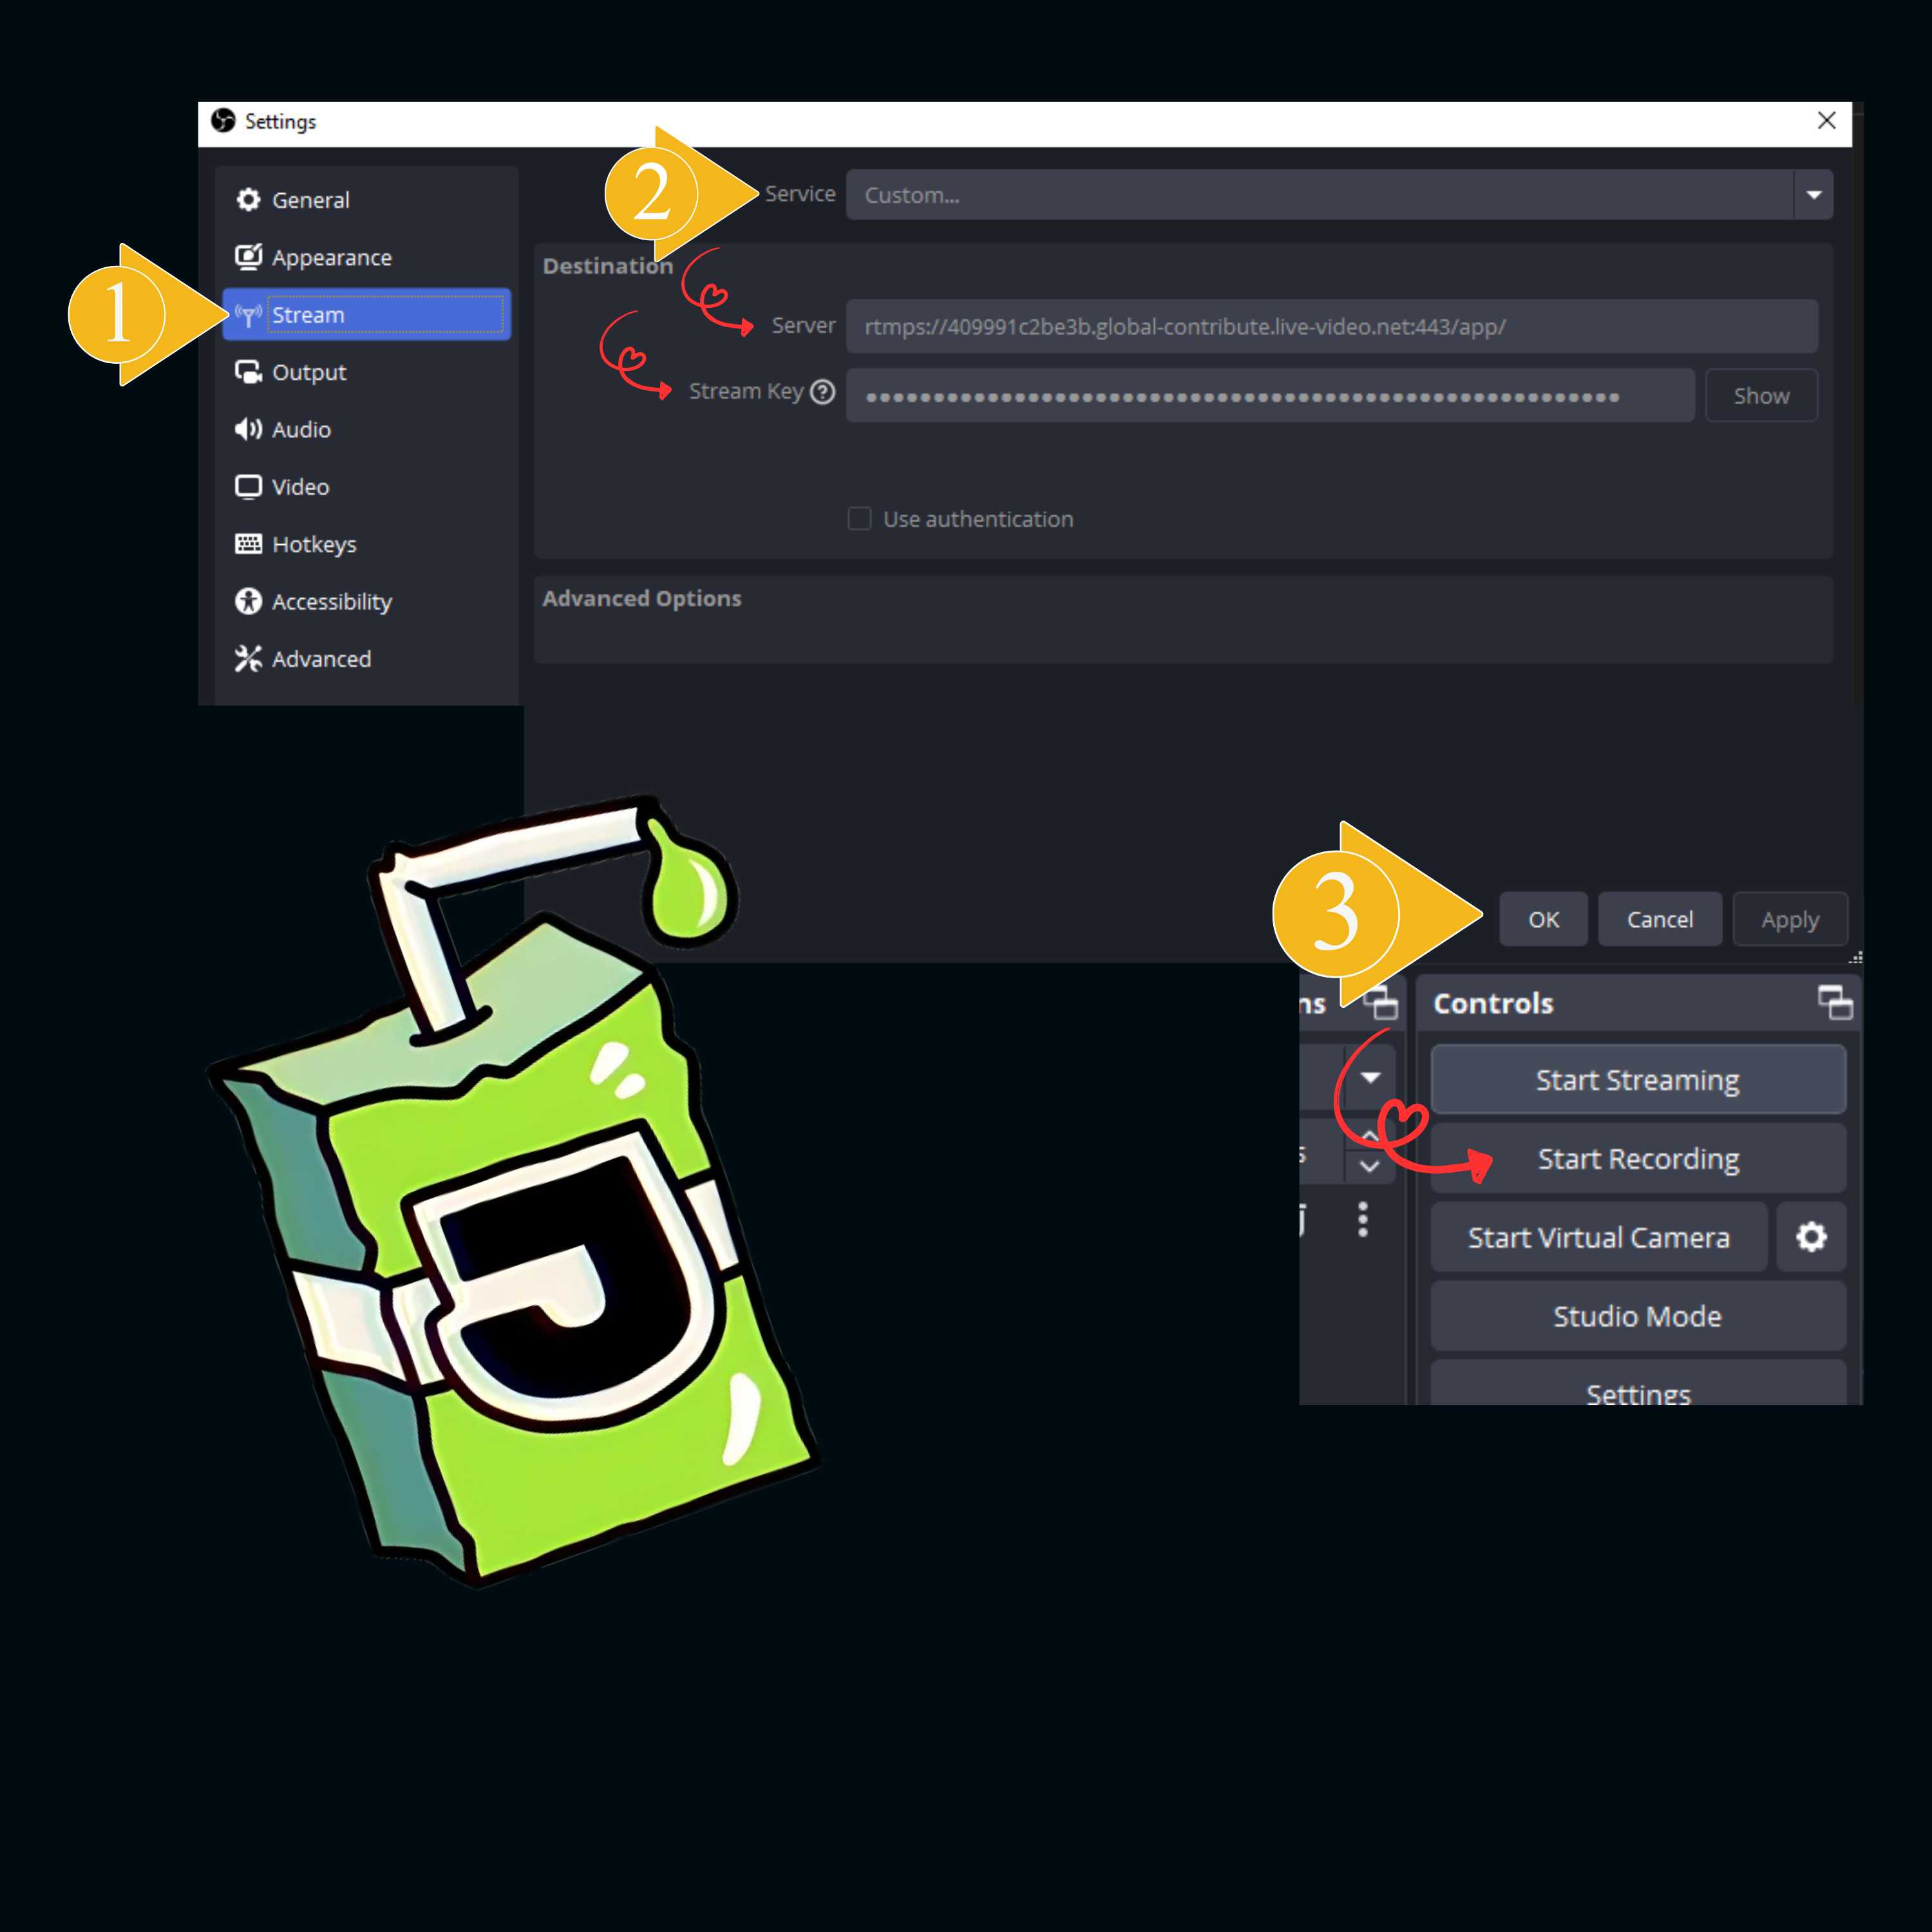 Settings
General
Appearance
1
Stream
Output
Audio
Video
Hotkeys
Accessibility
Advanced
2
Service
Custom...
Destination
Server
rtmps://409991c2be3b.global-contribute.live-video.net:443/app/
Stream Key ?
Show
Use authentication
Advanced Options
3
OK
Cancel
Apply
ns
Controls
Start Streaming
s
Start Recording
Start Virtual Camera
Studio Mode
Settings
J